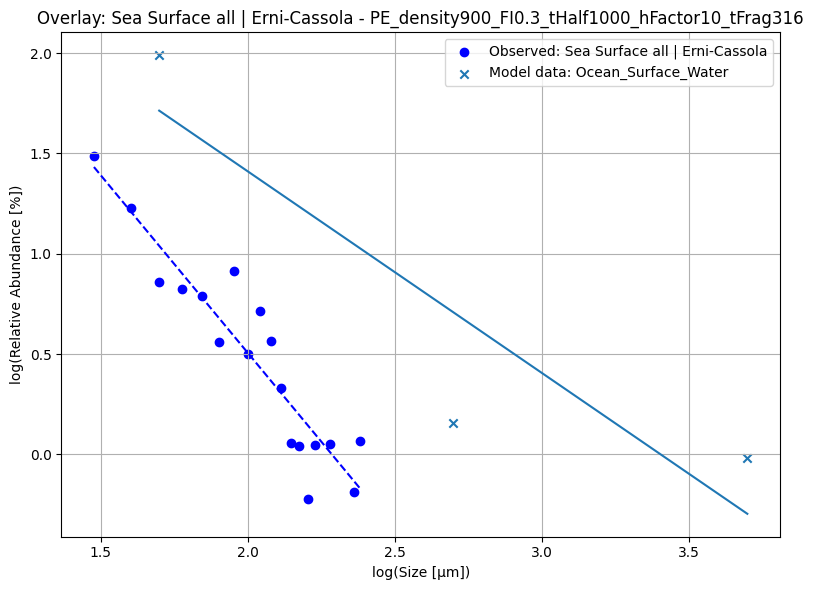 Overlay: Sea Surface all | Erni-Cassola - PE_density900_FI0.3_tHalf1000_hFactor10_tFrag316
Observed: Sea Surface all | Erni-Cassola
Model data: Ocean_Surface_Water
log(Relative Abundance [%])
2.0
1.5
1.0
0.5
0.0
1.5
2.0
2.5
3.0
3.5
log(Size [µm])